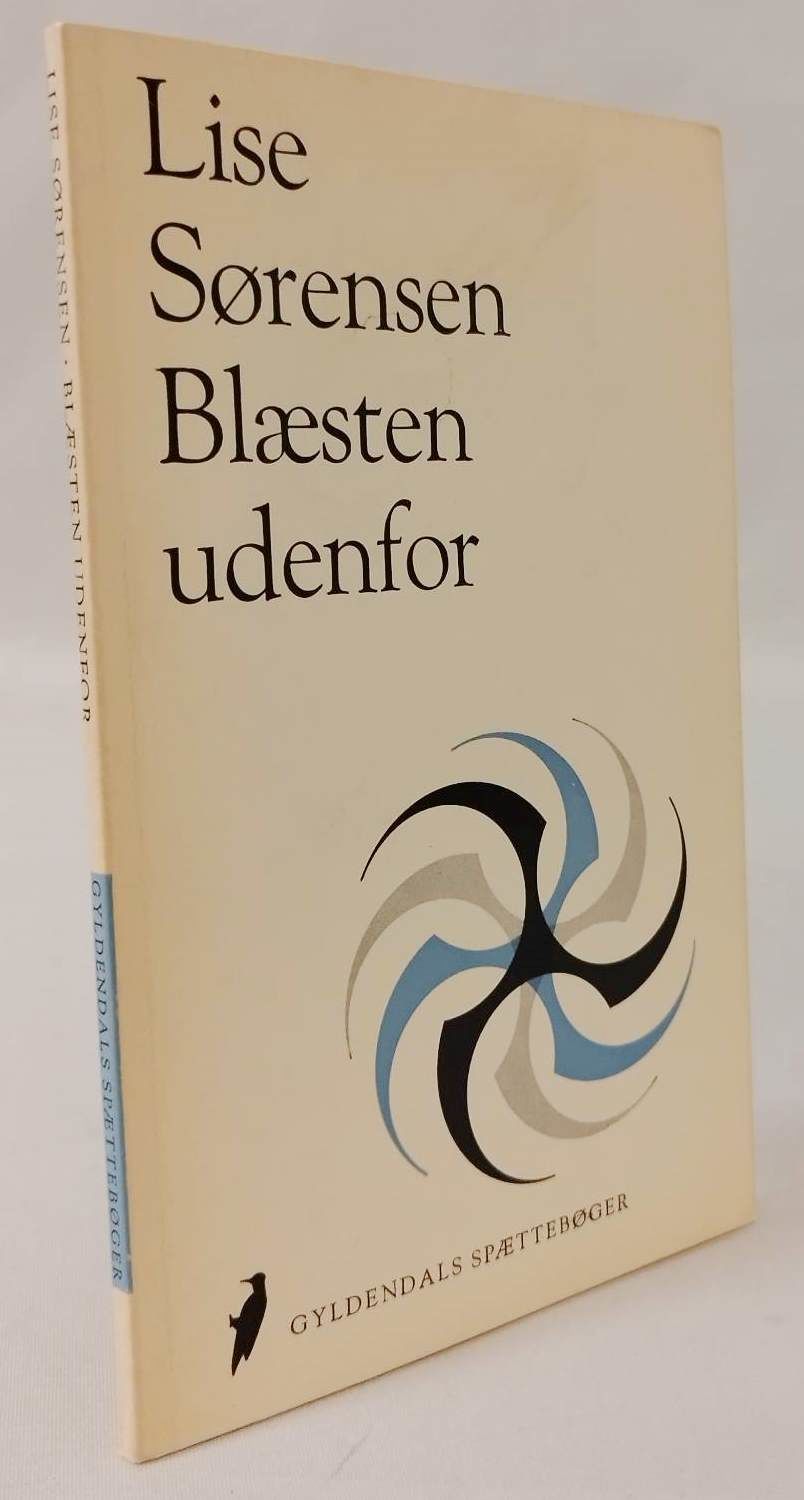 Lise
Sørensen
Blæsten
udenfor
GYLDENDALS SPÆTTEBØGER
LISE SØRENSEN · BLÆSTEN UDENFOR
GYLDENDALS SPÆTTEBØGER